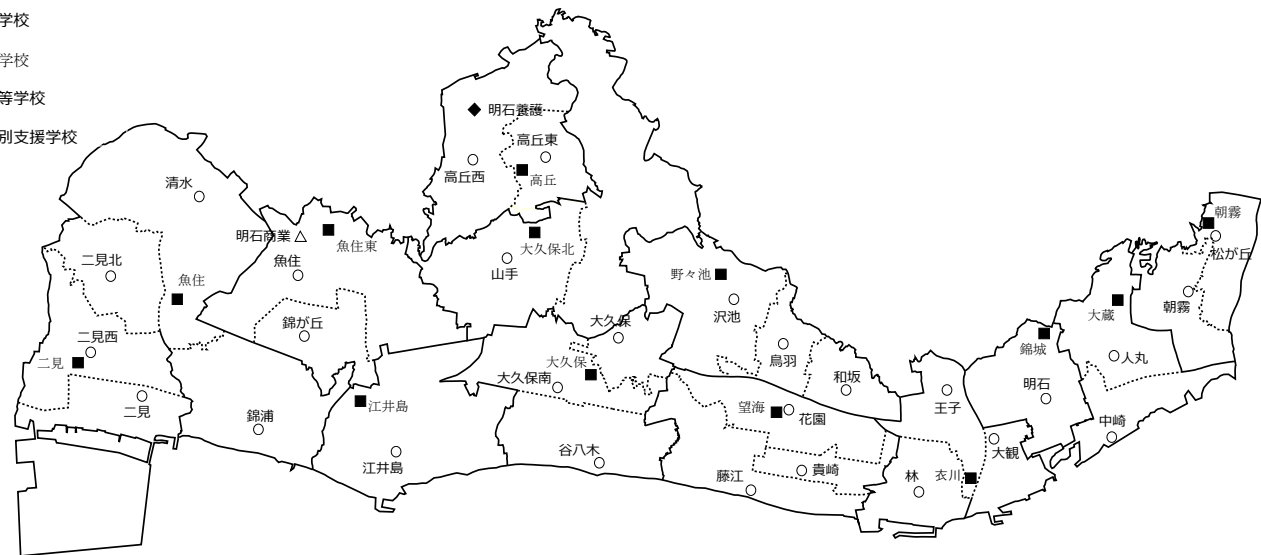 学校
学校
等学校
別支援学校
明石養護
高丘東
高丘西
高丘
清水
明石商業
魚住東
魚住
二見北
魚住
大久保北
山手
野々池
沢池
朝霧
松が丘
朝霧
大蔵
人丸
錦が丘
二見西
二見
二見
大久保
大久保
大久保南
鳥羽
和坂
錦城
明石
王子
中崎
大観
江井島
江井島
錦浦
谷八木
望海
花園
藤江
貴崎
林
衣川